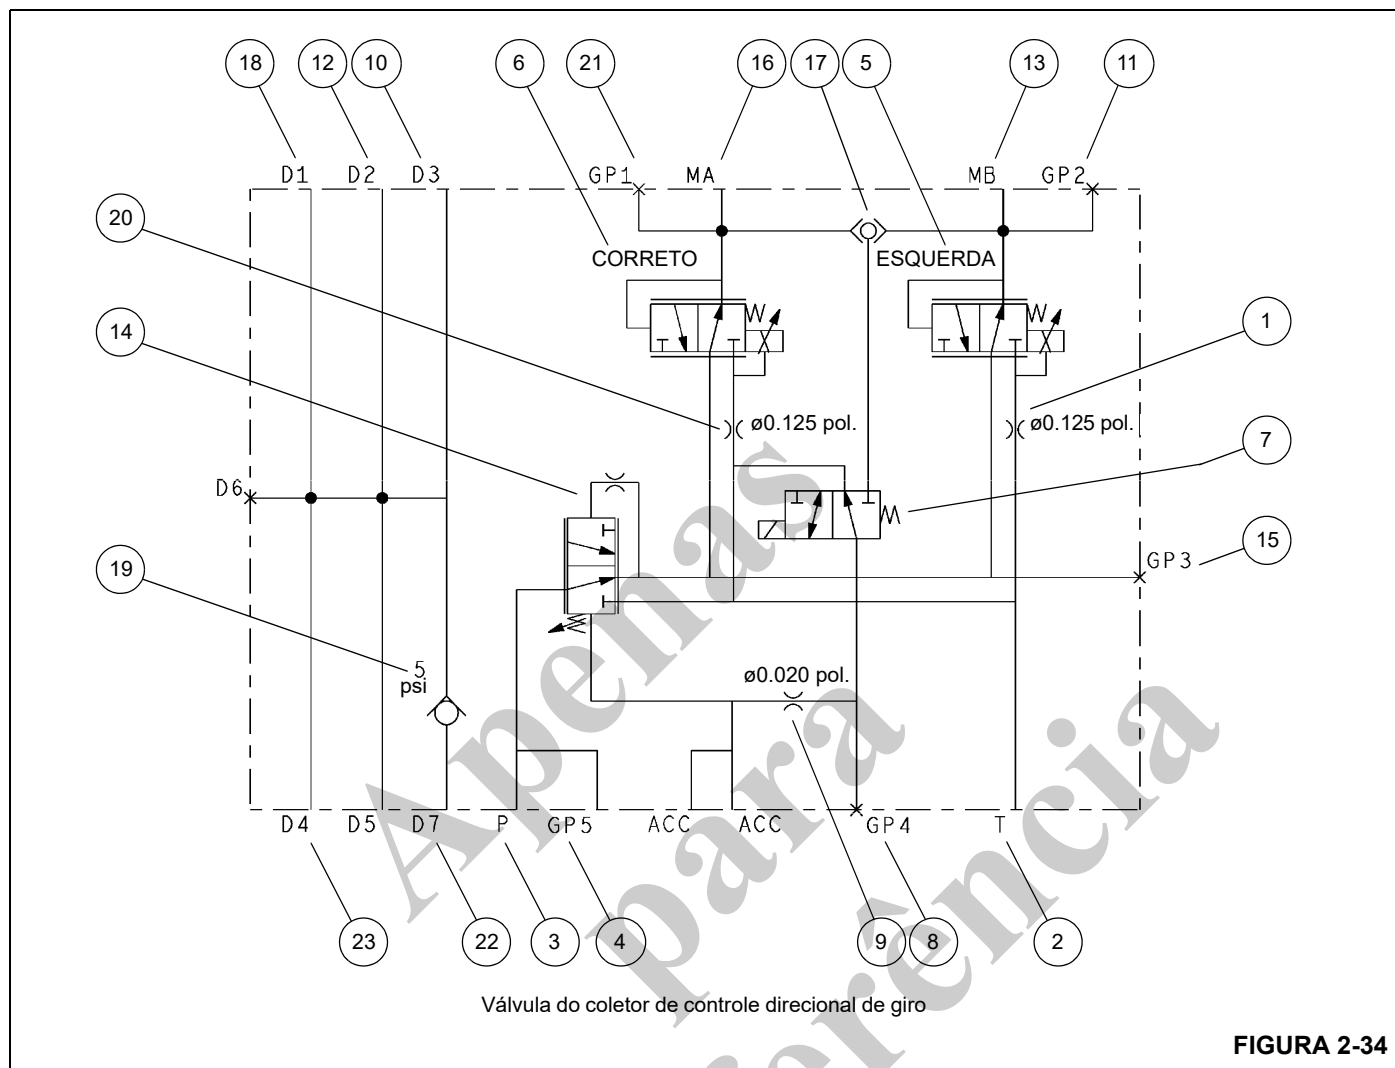 18 12 10 6 21 16 17 5 13 11
D1 D2 D3 GP1 MA MB GP2
20
CORRETO ESQUERDA
14 1
ø0.125 pol. ø0.125 pol.
7
D6
15
GP3
19
5
psi
ø0.020 pol.
D4 D5 D7 P GP5 ACC ACC GP4 T
23 22 3 4 9 8 2
Válvula do coletor de controle direcional de giro
FIGURA 2-34
Apenas
para
referência